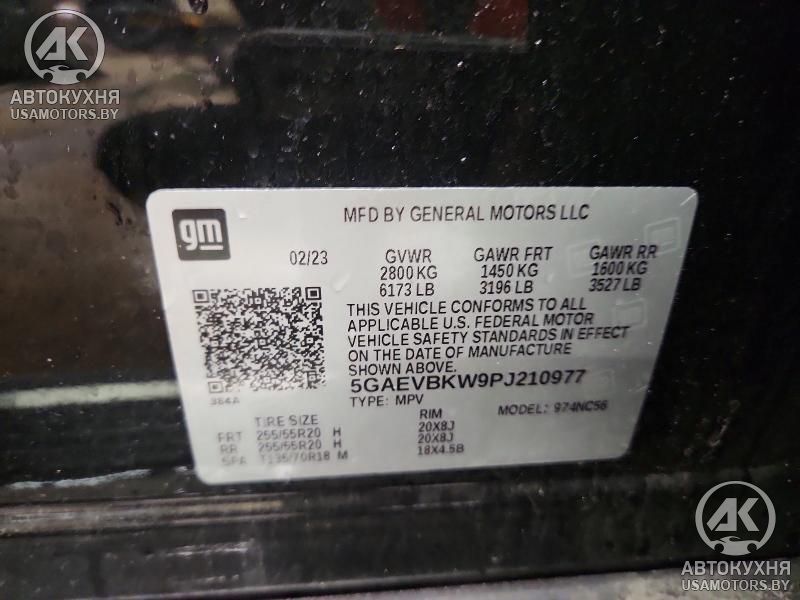 AK
АВТОКУХНЯ
USAMOTORS.BY
gm
MFD BY GENERAL MOTORS LLC
02/23 GVWR GAWR FRT GAWR RR
2800 KG 1450 KG 1600 KG
6173 LB 3196 LB 3527 LB
THIS VEHICLE CONFORMS TO ALL
APPLICABLE U.S. FEDERAL MOTOR
VEHICLE SAFETY STANDARDS IN EFFECT
ON THE DATE OF MANUFACTURE
SHOWN ABOVE.
384A
5GAEVBKW9PJ210977
TYPE: MPV MODEL: 974NC56
TIRE SIZE RIM
FRT 255/55R20 H 20X8J
RR 255/55R20 H 20X8J
SPA T135/70R18 M 18X4.5B
AK
АВТОКУХНЯ
USAMOTORS.BY